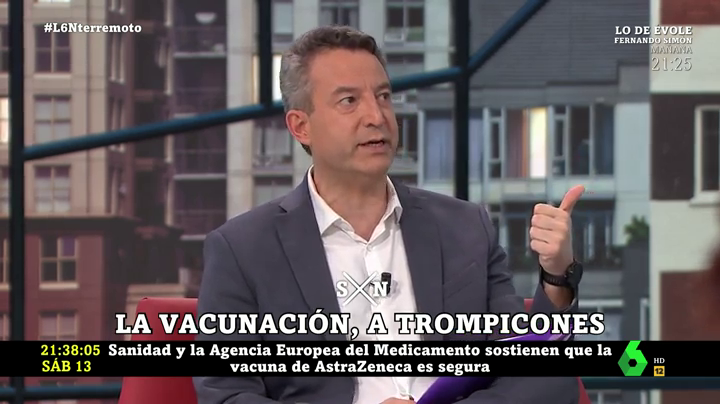 #L6Nterremoto
LO DE ÉVOLE
FERNANDO SIMÓN
MAÑANA
21:25
S N
LA VACUNACIÓN, A TROMPICONES
21:38:05
SÁB 13
Sanidad y la Agencia Europea del Medicamento sostienen que la
vacuna de AstraZeneca es segura
6
HD
12